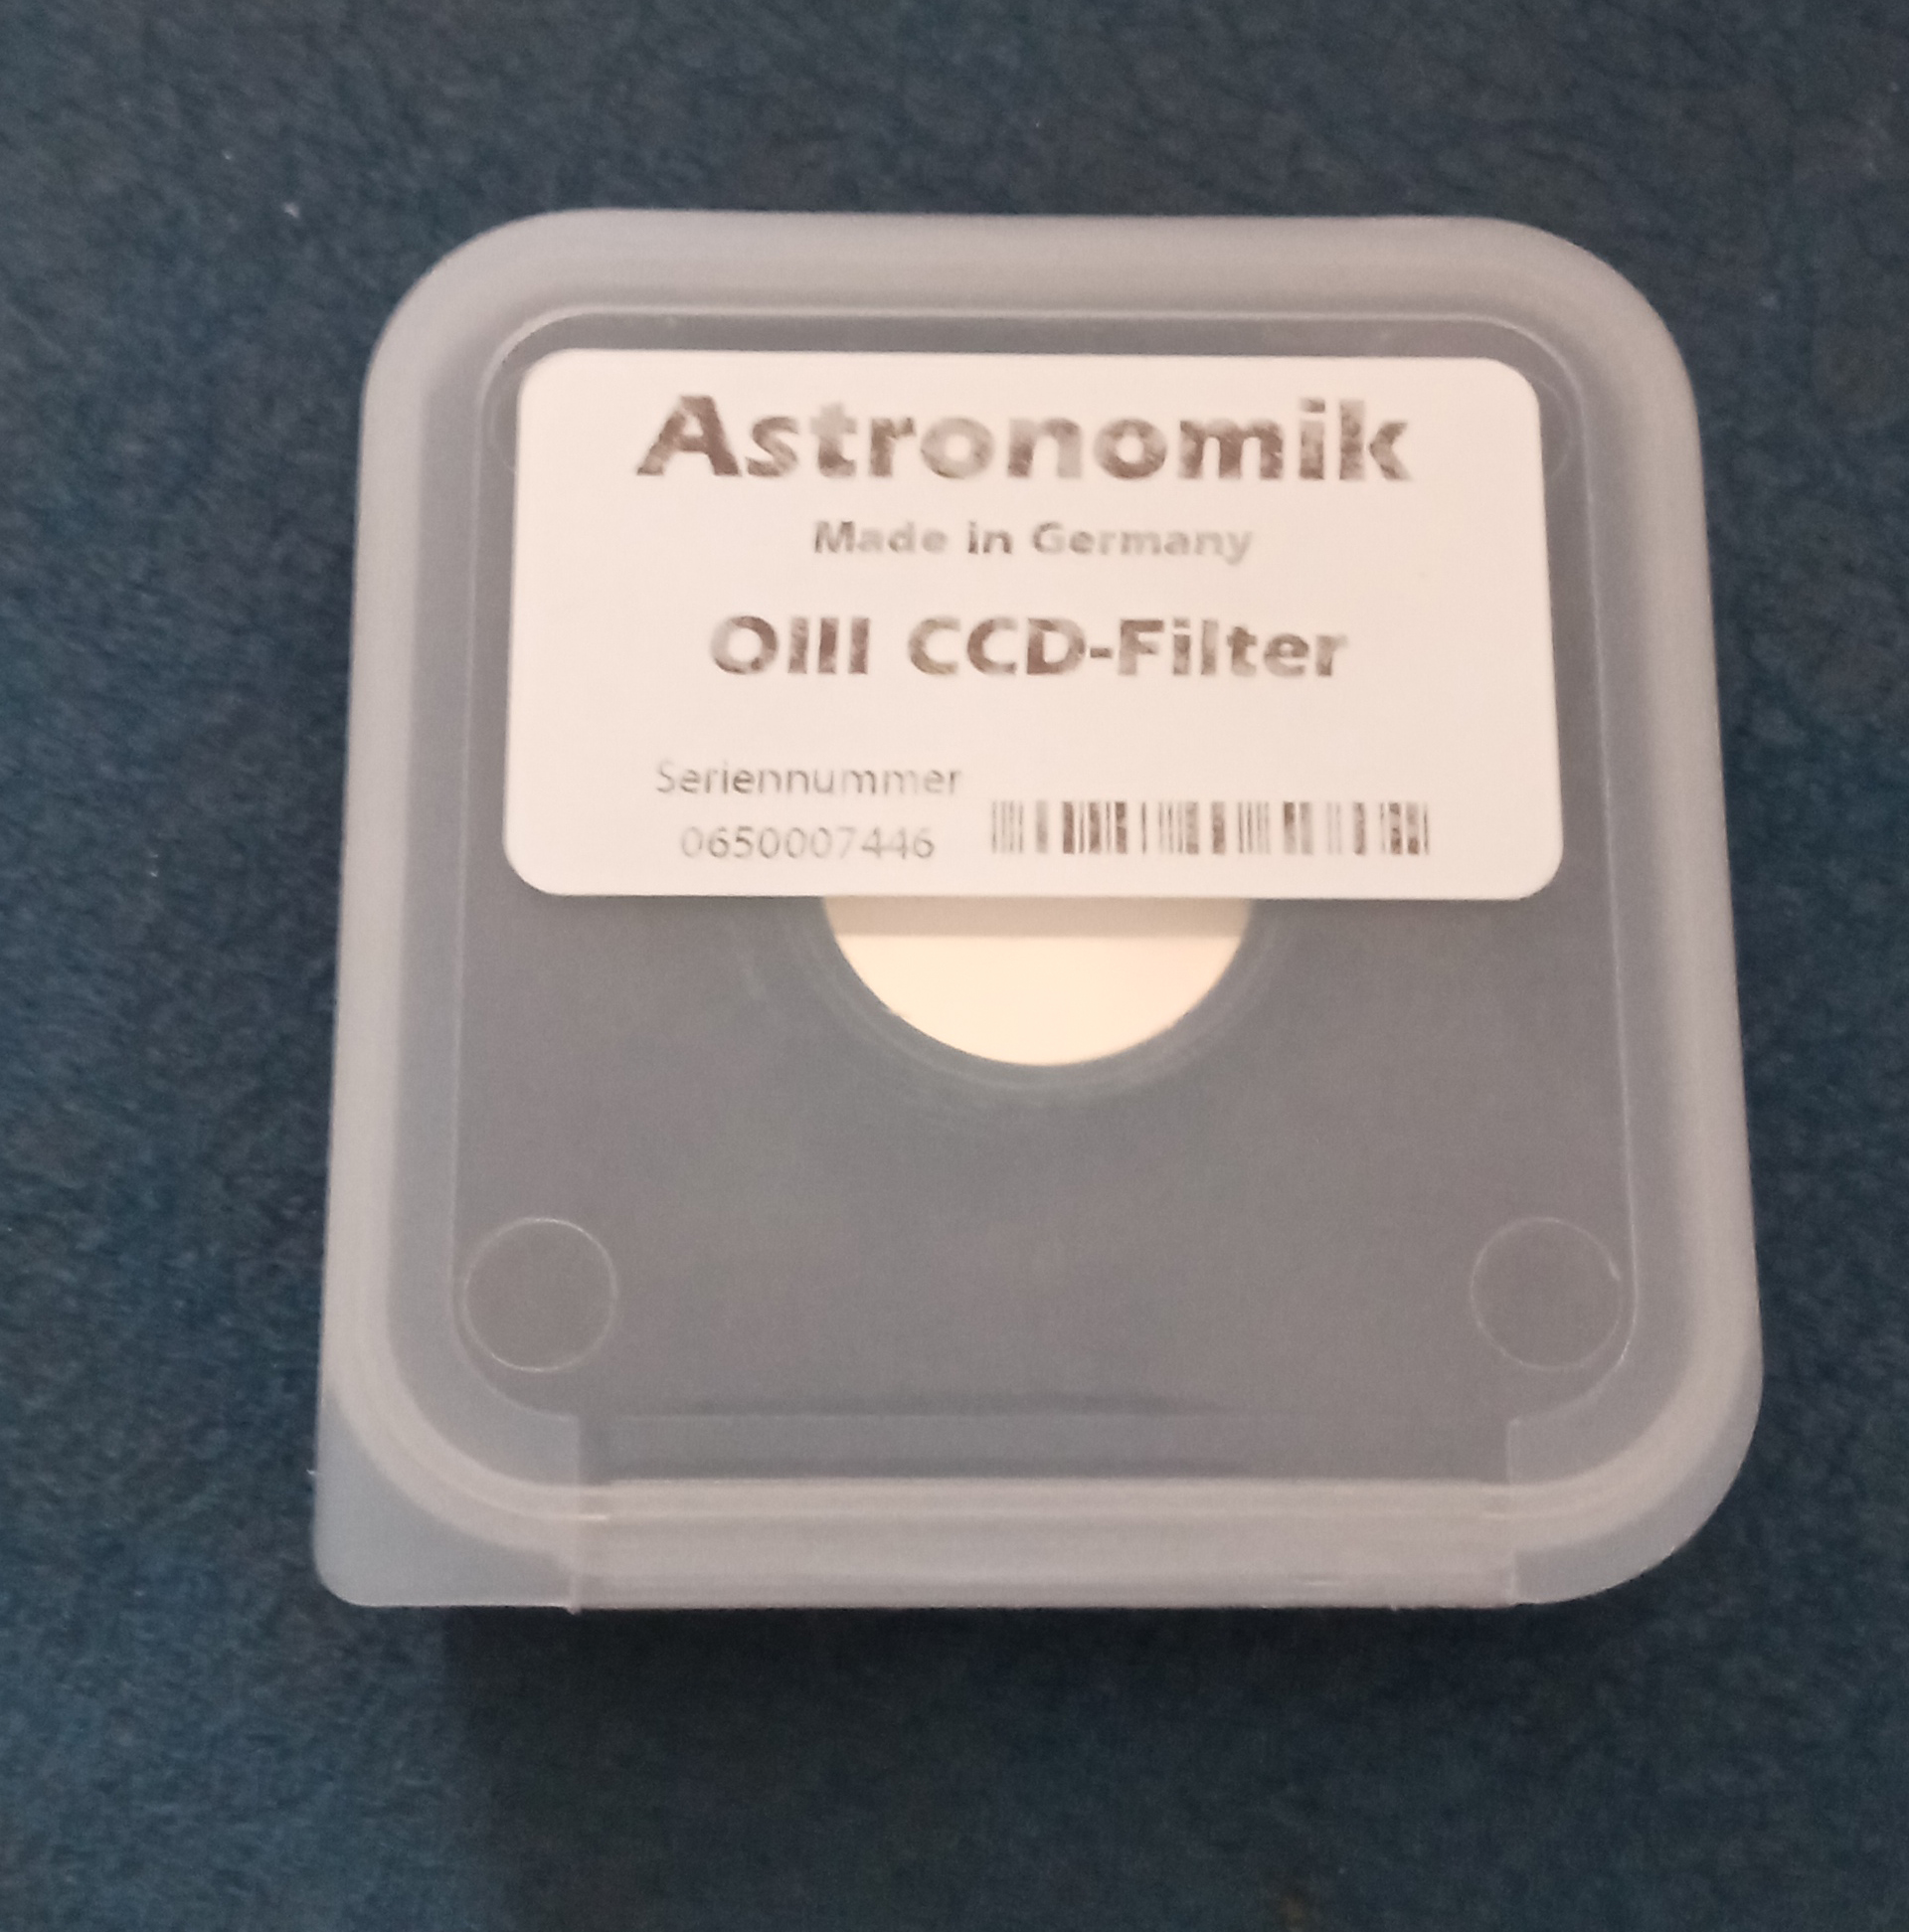 Astronomik
Made in Germany
OIII CCD-Filter
Seriennummer
0650007446